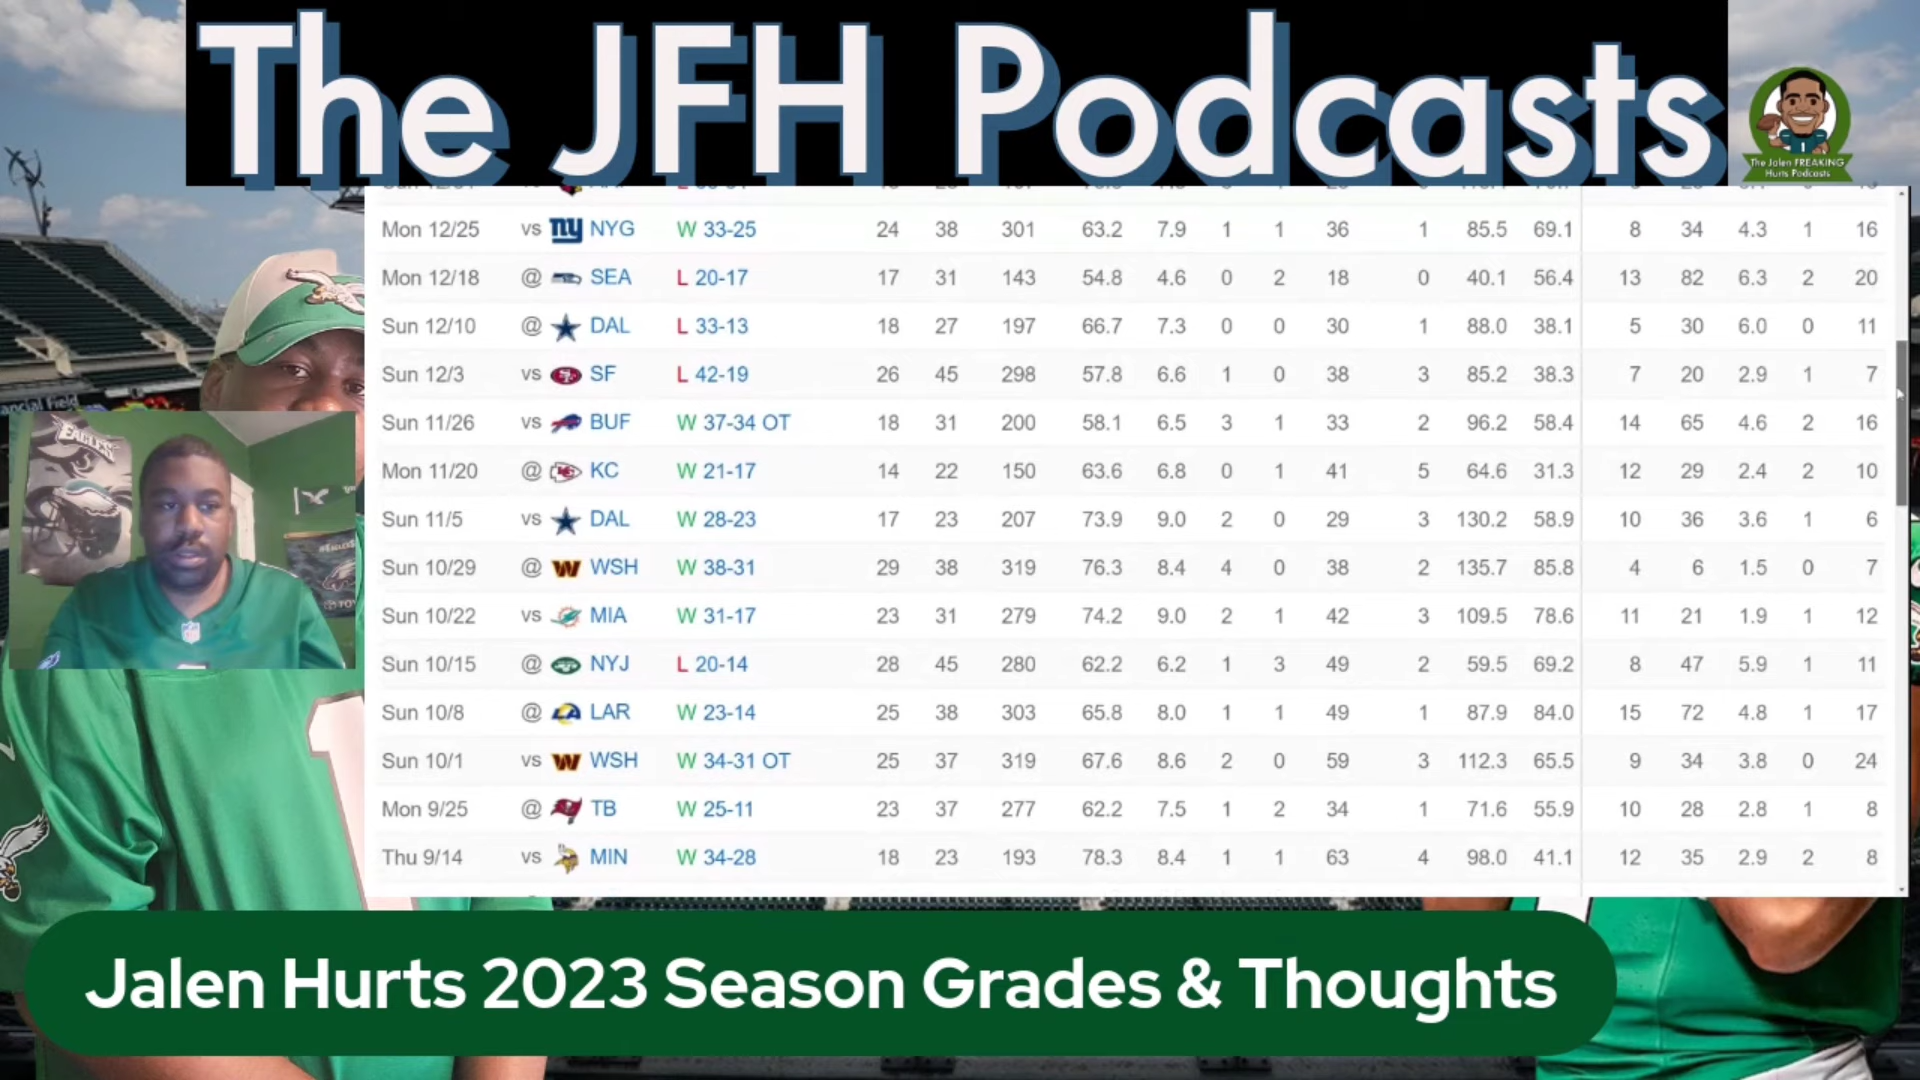 The JFH Podcasts
The Jalen FREAKING
Hurts Podcasts
Mon 12/25 vs NYG W 33-25 24 38 301 63.2 7.9 1 1 36 1 85.5 69.1 8 34 4.3 1 16
Mon 12/18 @ SEA L 20-17 17 31 143 54.8 4.6 0 2 18 0 40.1 56.4 13 82 6.3 2 20
Sun 12/10 @ DAL L 33-13 18 27 197 66.7 7.3 0 0 30 1 88.0 38.1 5 30 6.0 0 11
Sun 12/3 vs SF L 42-19 26 45 298 57.8 6.6 1 0 38 3 85.2 38.3 7 20 2.9 1 7
Sun 11/26 vs BUF W 37-34 OT 18 31 200 58.1 6.5 3 1 33 2 96.2 58.4 14 65 4.6 2 16
Mon 11/20 @ KC W 21-17 14 22 150 63.6 6.8 0 1 41 5 64.6 31.3 12 29 2.4 2 10
Sun 11/5 vs DAL W 28-23 17 23 207 73.9 9.0 2 0 29 3 130.2 58.9 10 36 3.6 1 6
Sun 10/29 @ WSH W 38-31 29 38 319 76.3 8.4 4 0 38 2 135.7 85.8 4 6 1.5 0 7
Sun 10/22 vs MIA W 31-17 23 31 279 74.2 9.0 2 1 42 3 109.5 78.6 11 21 1.9 1 12
Sun 10/15 @ NYJ L 20-14 28 45 280 62.2 6.2 1 3 49 2 59.5 69.2 8 47 5.9 1 11
Sun 10/8 @ LAR W 23-14 25 38 303 65.8 8.0 1 1 49 1 87.9 84.0 15 72 4.8 1 17
Sun 10/1 vs WSH W 34-31 OT 25 37 319 67.6 8.6 2 0 59 3 112.3 65.5 9 34 3.8 0 24
Mon 9/25 @ TB W 25-11 23 37 277 62.2 7.5 1 2 34 1 71.6 55.9 10 28 2.8 1 8
Thu 9/14 vs MIN W 34-28 18 23 193 78.3 8.4 1 1 63 4 98.0 41.1 12 35 2.9 2 8
EAGLES
Jalen Hurts 2023 Season Grades & Thoughts